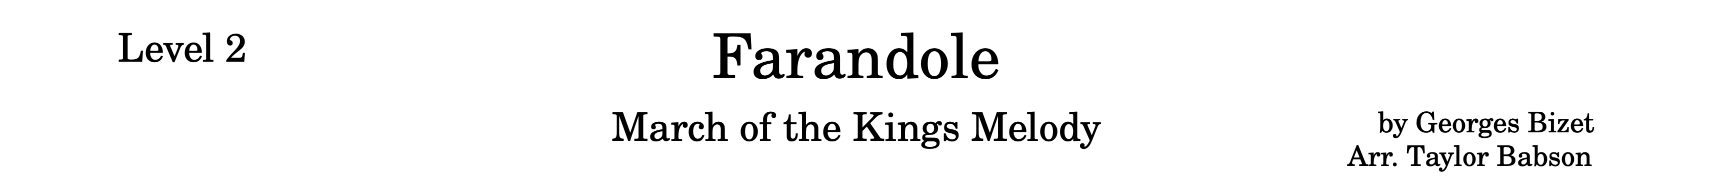 Level 2
Farandole
March of the Kings Melody
by Georges Bizet
Arr. Taylor Babson